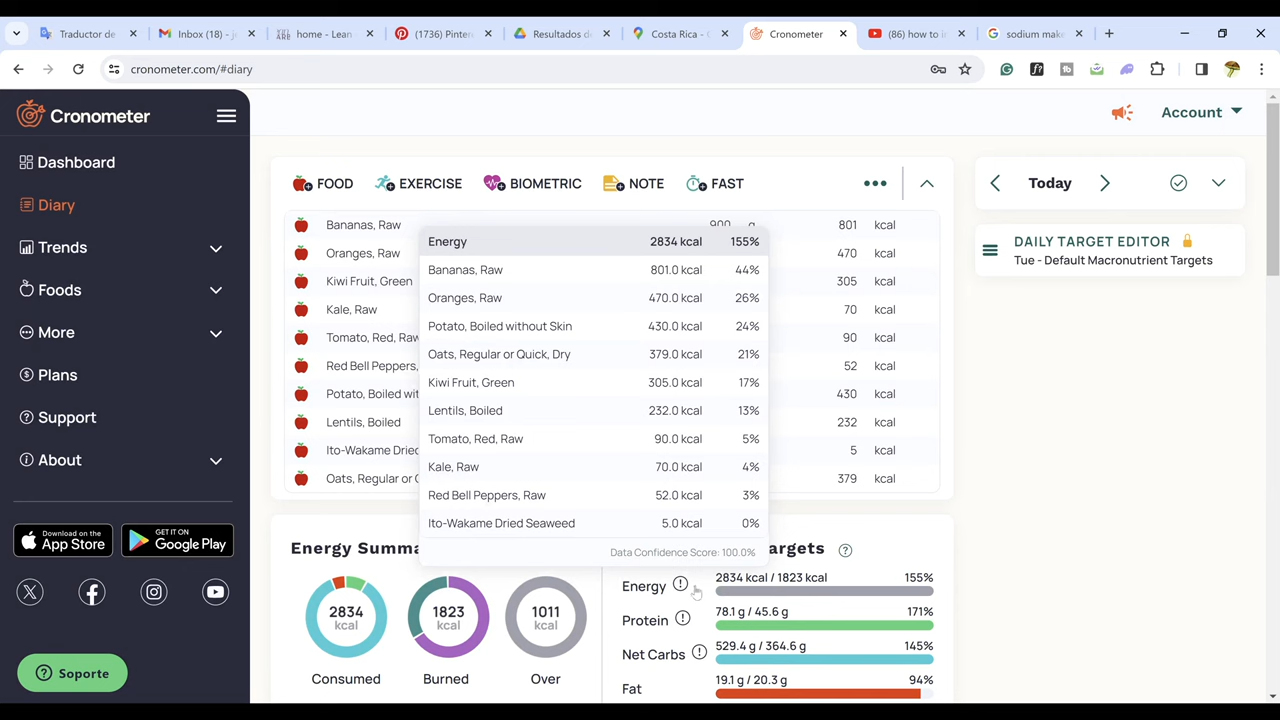 Traductor de
Inbox (18) - j
home - Lean
(1736) Pinter
Resultados de
Costa Rica - G
Cronometer
(86) how to in
sodium make
cronometer.com/#diary
Cronometer
Dashboard
Diary
Trends
Foods
More
Plans
Support
About
Download on the
App Store
GET IT ON
Google Play
Soporte
Account
FOOD EXERCISE BIOMETRIC NOTE FAST
Bananas, Raw 900 g 801 kcal
Oranges, Raw 470 kcal
Kiwi Fruit, Green 305 kcal
Kale, Raw 70 kcal
Tomato, Red, Raw 90 kcal
Red Bell Peppers, 52 kcal
Potato, Boiled wit 430 kcal
Lentils, Boiled 232 kcal
Ito-Wakame Dried 5 kcal
Oats, Regular or Q 379 kcal
Energy 2834 kcal 155%
Bananas, Raw 801.0 kcal 44%
Oranges, Raw 470.0 kcal 26%
Potato, Boiled without Skin 430.0 kcal 24%
Oats, Regular or Quick, Dry 379.0 kcal 21%
Kiwi Fruit, Green 305.0 kcal 17%
Lentils, Boiled 232.0 kcal 13%
Tomato, Red, Raw 90.0 kcal 5%
Kale, Raw 70.0 kcal 4%
Red Bell Peppers, Raw 52.0 kcal 3%
Ito-Wakame Dried Seaweed 5.0 kcal 0%
Data Confidence Score: 100.0%
Today
DAILY TARGET EDITOR
Tue - Default Macronutrient Targets
Energy Summa
2834 kcal
Consumed
1823 kcal
Burned
1011 kcal
Over
argets
Energy 2834 kcal / 1823 kcal 155%
Protein 78.1 g / 45.6 g 171%
Net Carbs 529.4 g / 364.6 g 145%
Fat 19.1 g / 20.3 g 94%